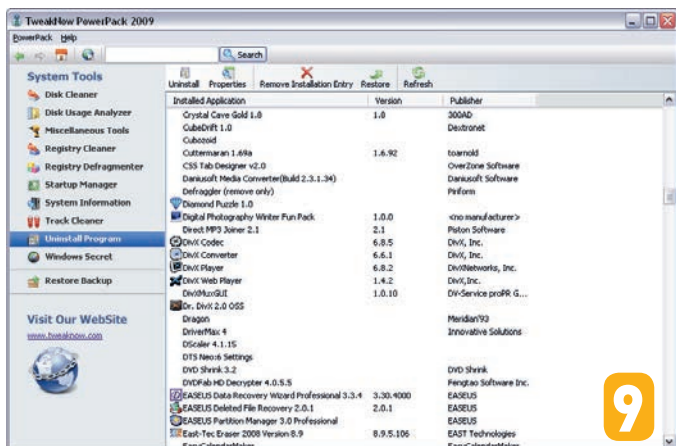 TweakNow PowerPack 2009
PowerPack Help
Search
System Tools
Disk Cleaner
Disk Usage Analyzer
Miscellaneous Tools
Registry Cleaner
Registry Defragmenter
Startup Manager
System Information
Track Cleaner
Uninstall Program
Windows Secret
Restore Backup
Visit Our WebSite
www.tweaknow.com
Uninstall Properties Remove Installation Entry Restore Refresh
Installed Application Version Publisher
Crystal Cave Gold 1.8 1.8 300AD
CubeDrift 1.0 Dextronet
Cubozoid
Cuttermaran 1.69a 1.6.92 toarnold
CSS Tab Designer v2.0 OverZone Software
Daniusoft Media Converter(Build 2.3.1.34) Daniusoft Software
Defraggler (remove only) Piriform
Diamond Puzzle 1.0
Digital Photography Winter Fun Pack 1.0.0 <no manufacturer>
Direct MP3 Joiner 2.1 2.1 Piston Software
DivX Codec 6.8.5 DivX, Inc.
DivX Converter 6.6.1 DivX, Inc.
DivX Player 6.8.2 DivXNetworks, Inc.
DivX Web Player 1.4.2 DivX,Inc.
DivXMuxGUI 1.0.10 DV-Service proPR G...
Dr. DivX 2.0 OSS
Dragon Meridian'93
DriverMax 4 Innovative Solutions
DScaler 4.1.15
DTS Neo:6 Settings
DVD Shrink 3.2 DVD Shrink
DVDFab HD Decrypter 4.0.5.5 Fengtao Software Inc.
EASEUS Data Recovery Wizard Professional 3.3.4 3.30.4000 EASEUS
EASEUS Deleted File Recovery 2.0.1 2.0.1 EASEUS
EASEUS Partition Manager 3.0 Professional EASEUS
East-Tec Eraser 2008 Version 8.9 8.9.5.106 EAST Technologies
9